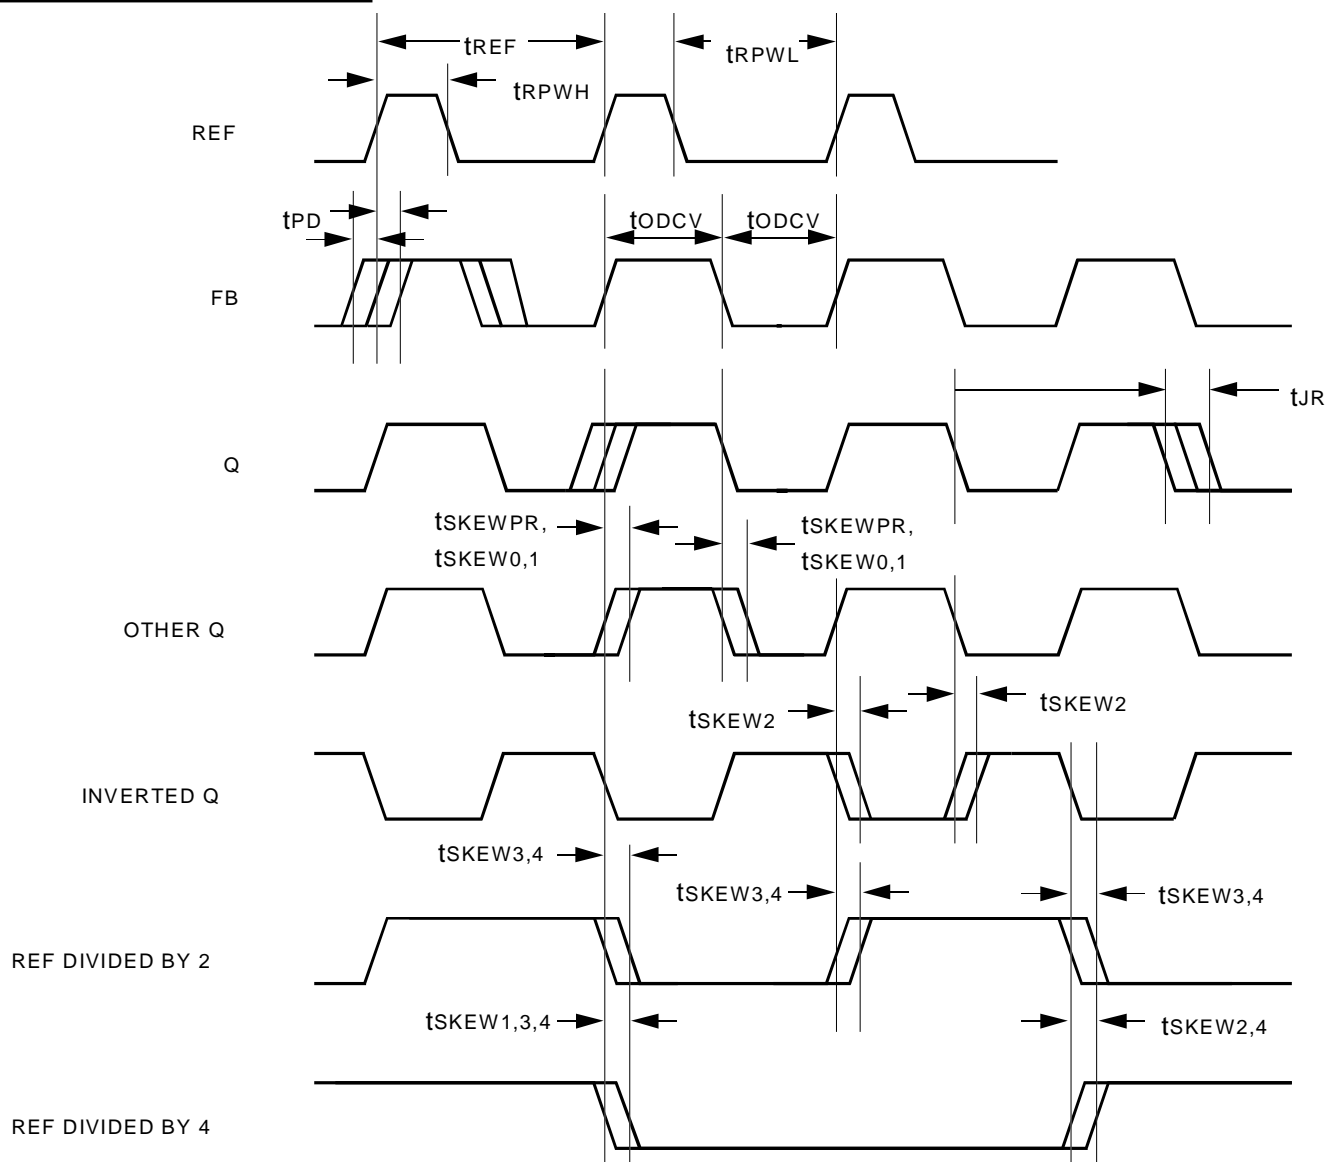 tREF
tRPWL
tRPWH
REF
tPD
tODCV tODCV
FB
tJR
Q
tSKEWPR,
tSKEW0,1
tSKEWPR,
tSKEW0,1
OTHER Q
tSKEW2
tSKEW2
INVERTED Q
tSKEW3,4
tSKEW3,4
tSKEW3,4
REF DIVIDED BY 2
tSKEW1,3,4
tSKEW2,4
REF DIVIDED BY 4